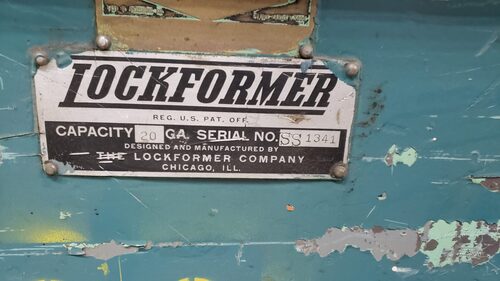 LOCKFORMER
REG. U.S. PAT. OFF.
CAPACITY 20 GA. SERIAL NO. SS 1341
DESIGNED AND MANUFACTURED BY
THE LOCKFORMER COMPANY
CHICAGO, ILL.